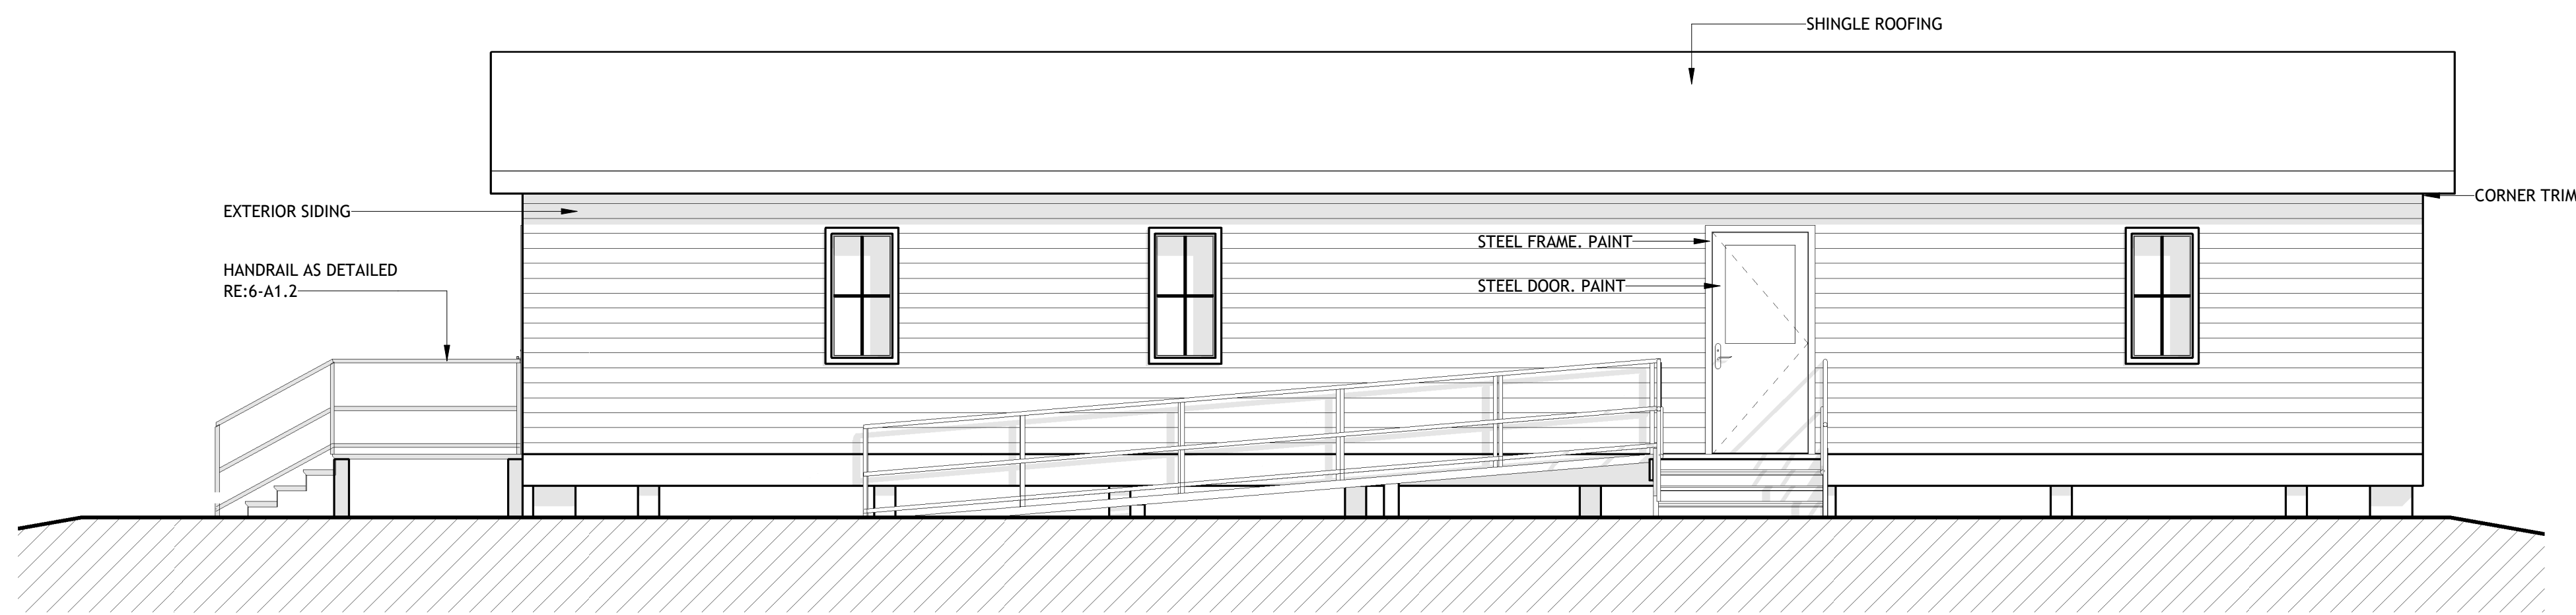 SHINGLE ROOFING
CORNER TRIM
EXTERIOR SIDING
STEEL FRAME. PAINT
HANDRAIL AS DETAILED
RE:6-A1.2
STEEL DOOR. PAINT